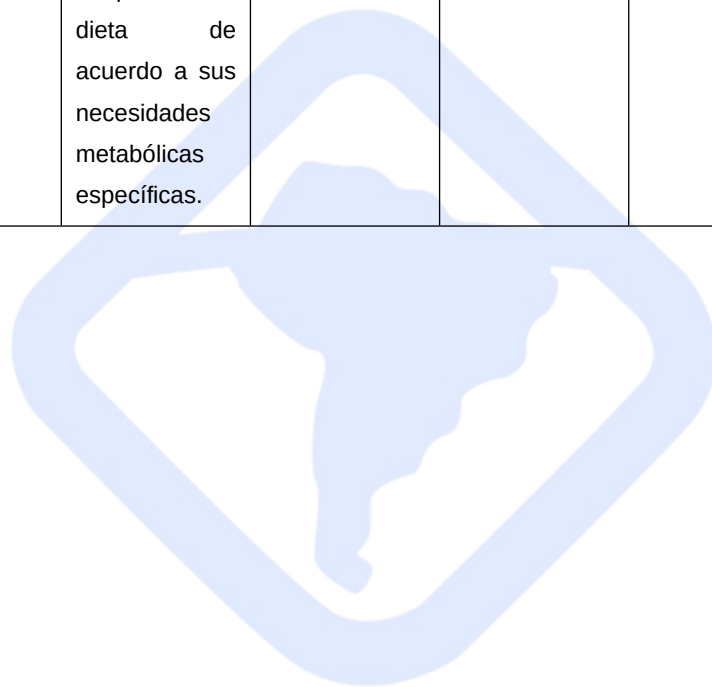 dieta de
acuerdo a sus
necesidades
metabólicas
específicas.